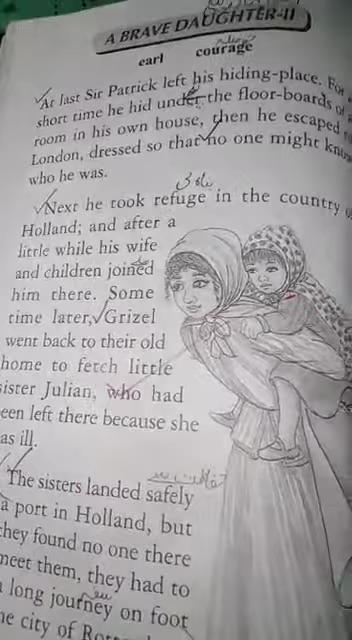 A BRAVE DAUGHTER-II
earl courage
At last Sir Patrick left his hiding-place. For
short time he hid under the floor-boards of
room in his own house, then he escaped
London, dressed so that no one might know
who he was.
پناہ لی
Next he took refuge in the country
Holland; and after a
little while his wife
and children joined
him there. Some
time later, Grizel
went back to their old
home to fetch little
sister Julian, who had
een left there because she
as ill.
The sisters landed safely
a port in Holland, but
they found no one there
meet them, they had to
long journey on foot
he city of